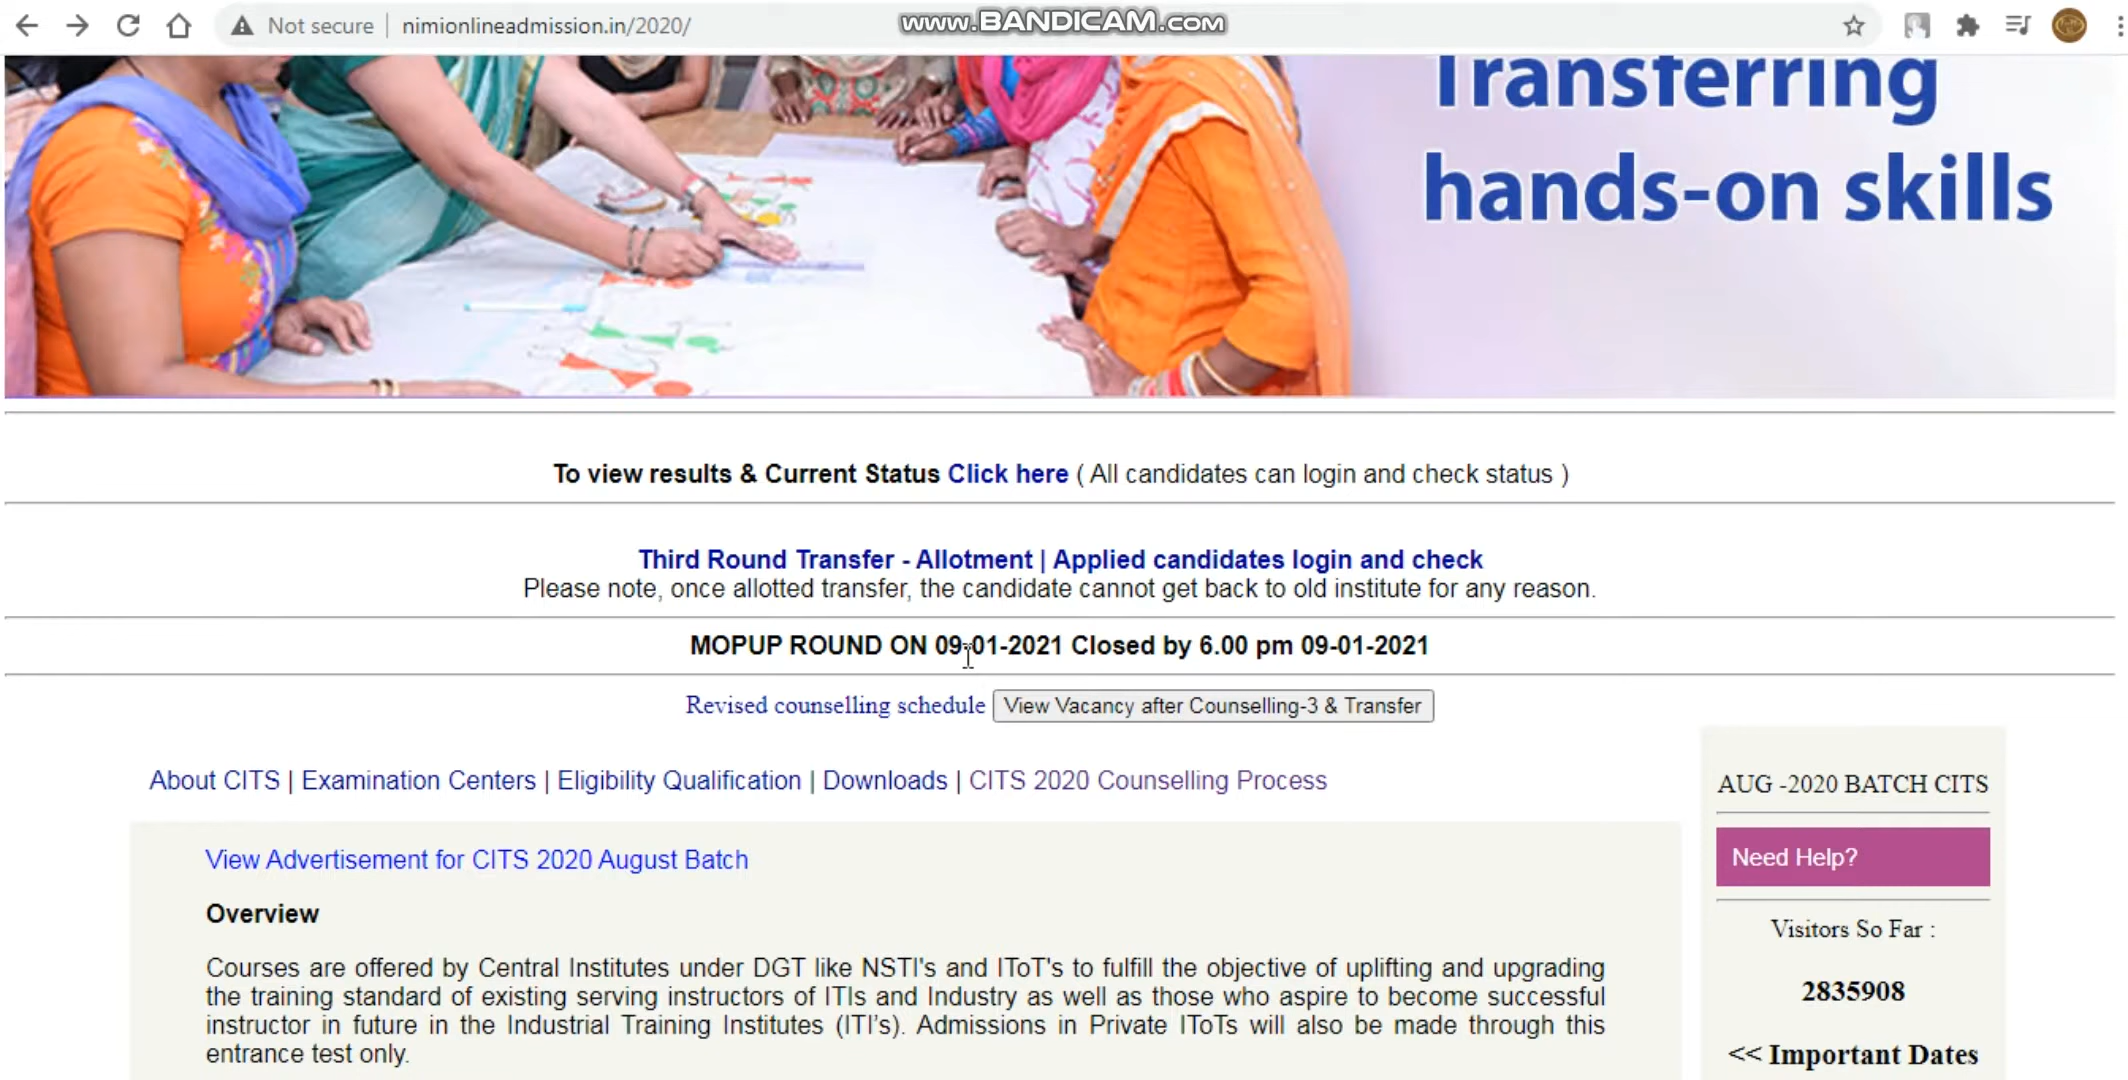 Not secure | nimionlineadmission.in/2020/
www.BANDICAM.com
Transferring
hands-on skills
To view results & Current Status Click here ( All candidates can login and check status )
Third Round Transfer - Allotment | Applied candidates login and check
Please note, once allotted transfer, the candidate cannot get back to old institute for any reason.
MOPUP ROUND ON 09-01-2021 Closed by 6.00 pm 09-01-2021
Revised counselling schedule View Vacancy after Counselling-3 & Transfer
About CITS | Examination Centers | Eligibility Qualification | Downloads | CITS 2020 Counselling Process
View Advertisement for CITS 2020 August Batch
Overview
Courses are offered by Central Institutes under DGT like NSTI's and IToT's to fulfill the objective of uplifting and upgrading
the training standard of existing serving instructors of ITIs and Industry as well as those who aspire to become successful
instructor in future in the Industrial Training Institutes (ITI's). Admissions in Private IToTs will also be made through this
entrance test only.
AUG -2020 BATCH CITS
Need Help?
Visitors So Far :
2835908
<< Important Dates